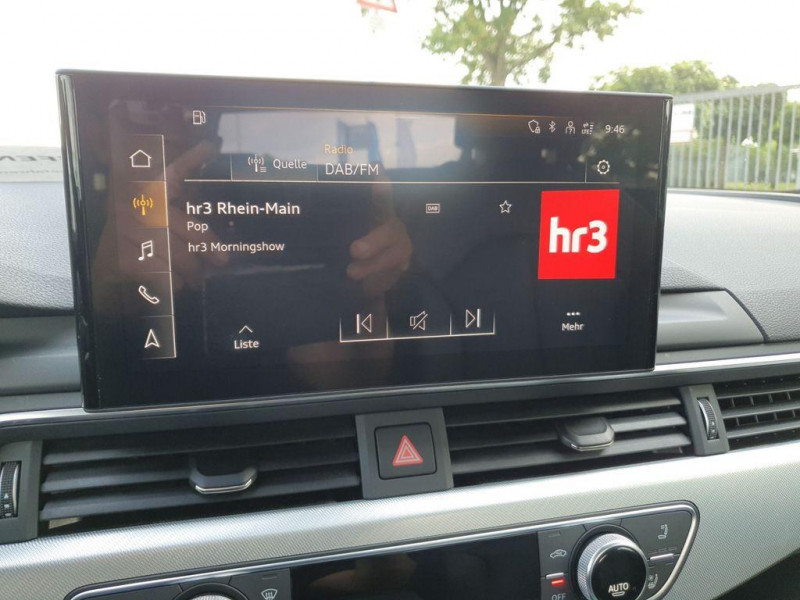 9:46
Radio
Quelle
DAB/FM
hr3 Rhein-Main
DAB
Pop
hr3
hr3 Morningshow
Liste
Mehr
AUTO
OFF